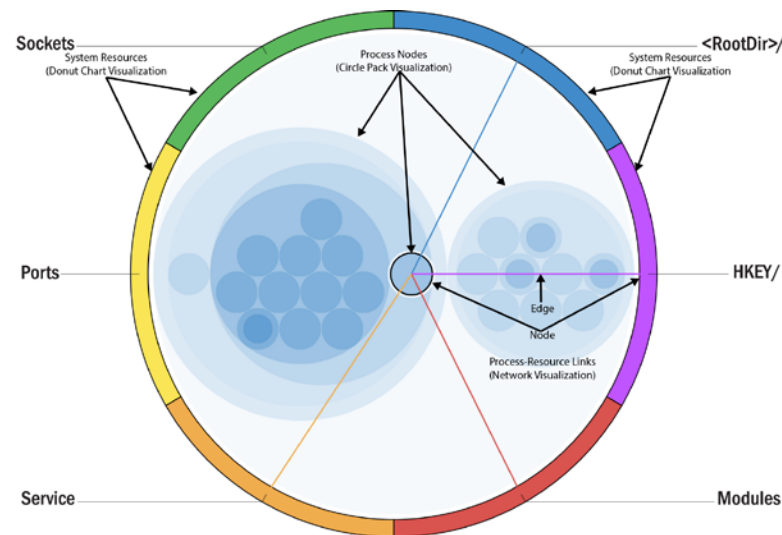 Sockets
<RootDir>/
System Resources
(Donut Chart Visualization
Process Nodes
(Circle Pack Visualization)
System Resources
(Donut Chart Visualization
Ports
HKEY/
Edge
Node
Process-Resource Links
(Network Visualization)
Service
Modules